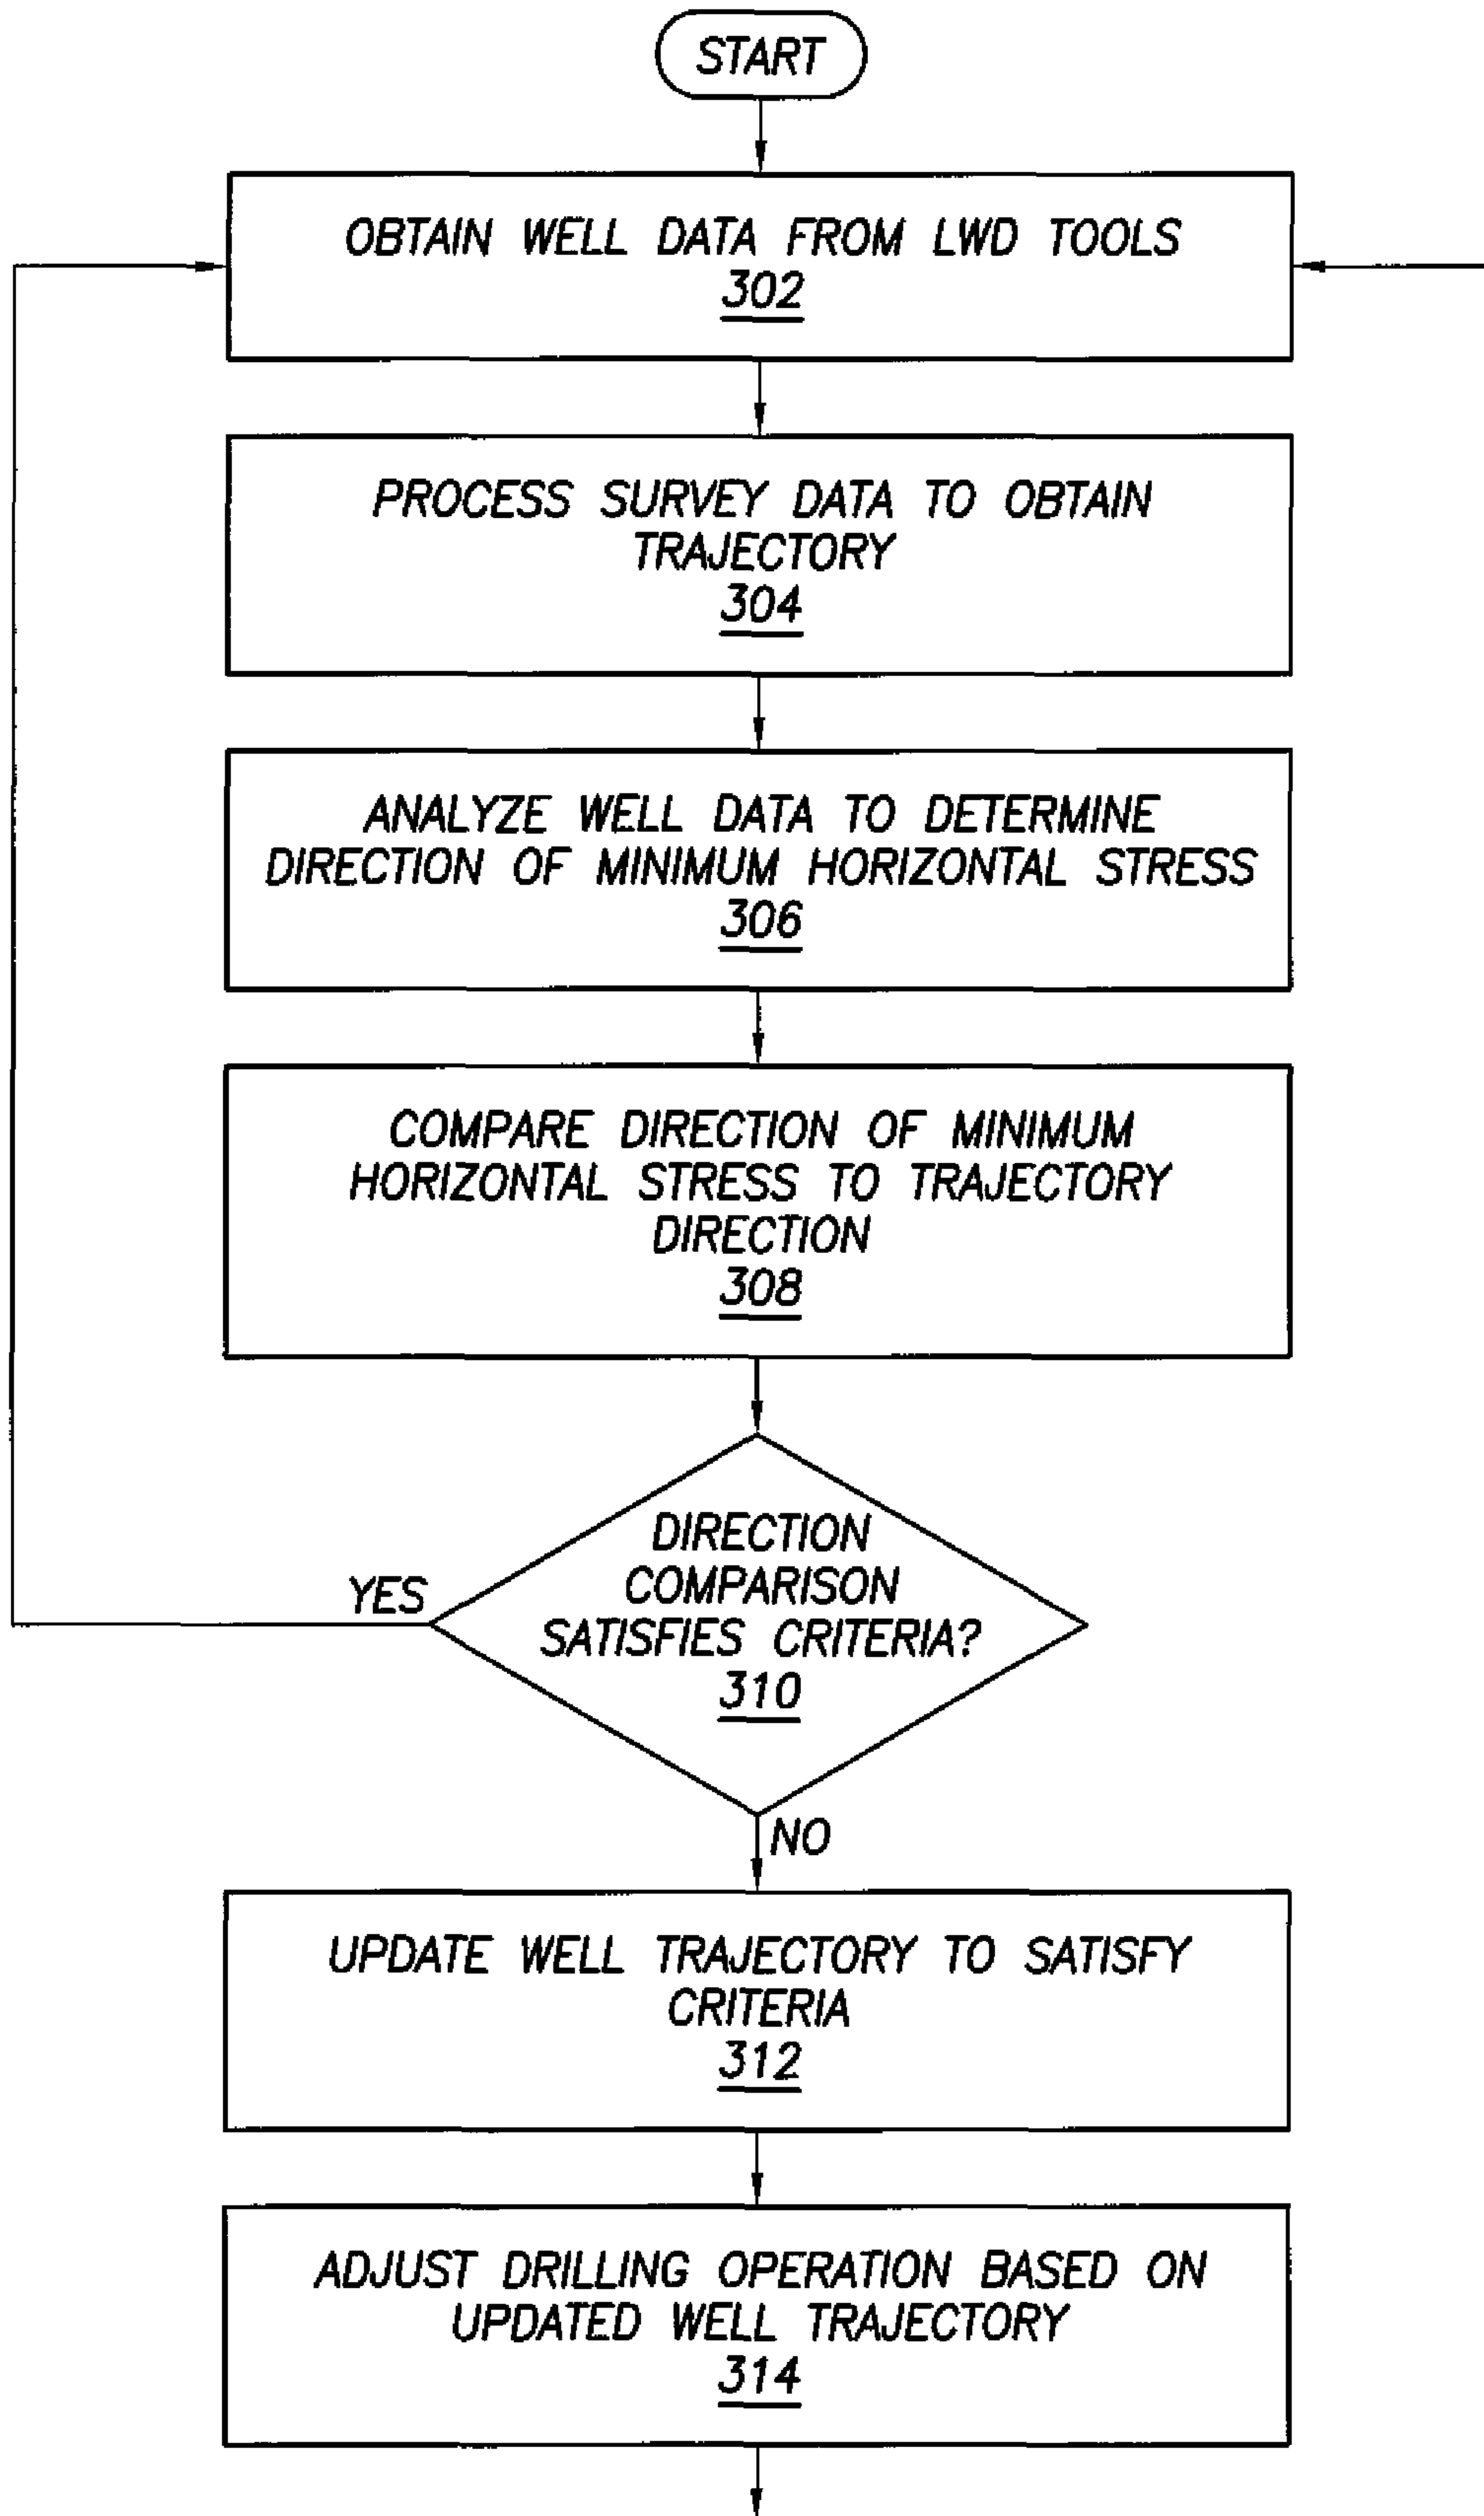 START
OBTAIN WELL DATA FROM LWD TOOLS
302
PROCESS SURVEY DATA TO OBTAIN
TRAJECTORY
304
ANALYZE WELL DATA TO DETERMINE
DIRECTION OF MINIMUM HORIZONTAL STRESS
306
COMPARE DIRECTION OF MINIMUM
HORIZONTAL STRESS TO TRAJECTORY
DIRECTION
308
DIRECTION
COMPARISON
SATISFIES CRITERIA?
310
YES
NO
UPDATE WELL TRAJECTORY TO SATISFY
CRITERIA
312
ADJUST DRILLING OPERATION BASED ON
UPDATED WELL TRAJECTORY
314